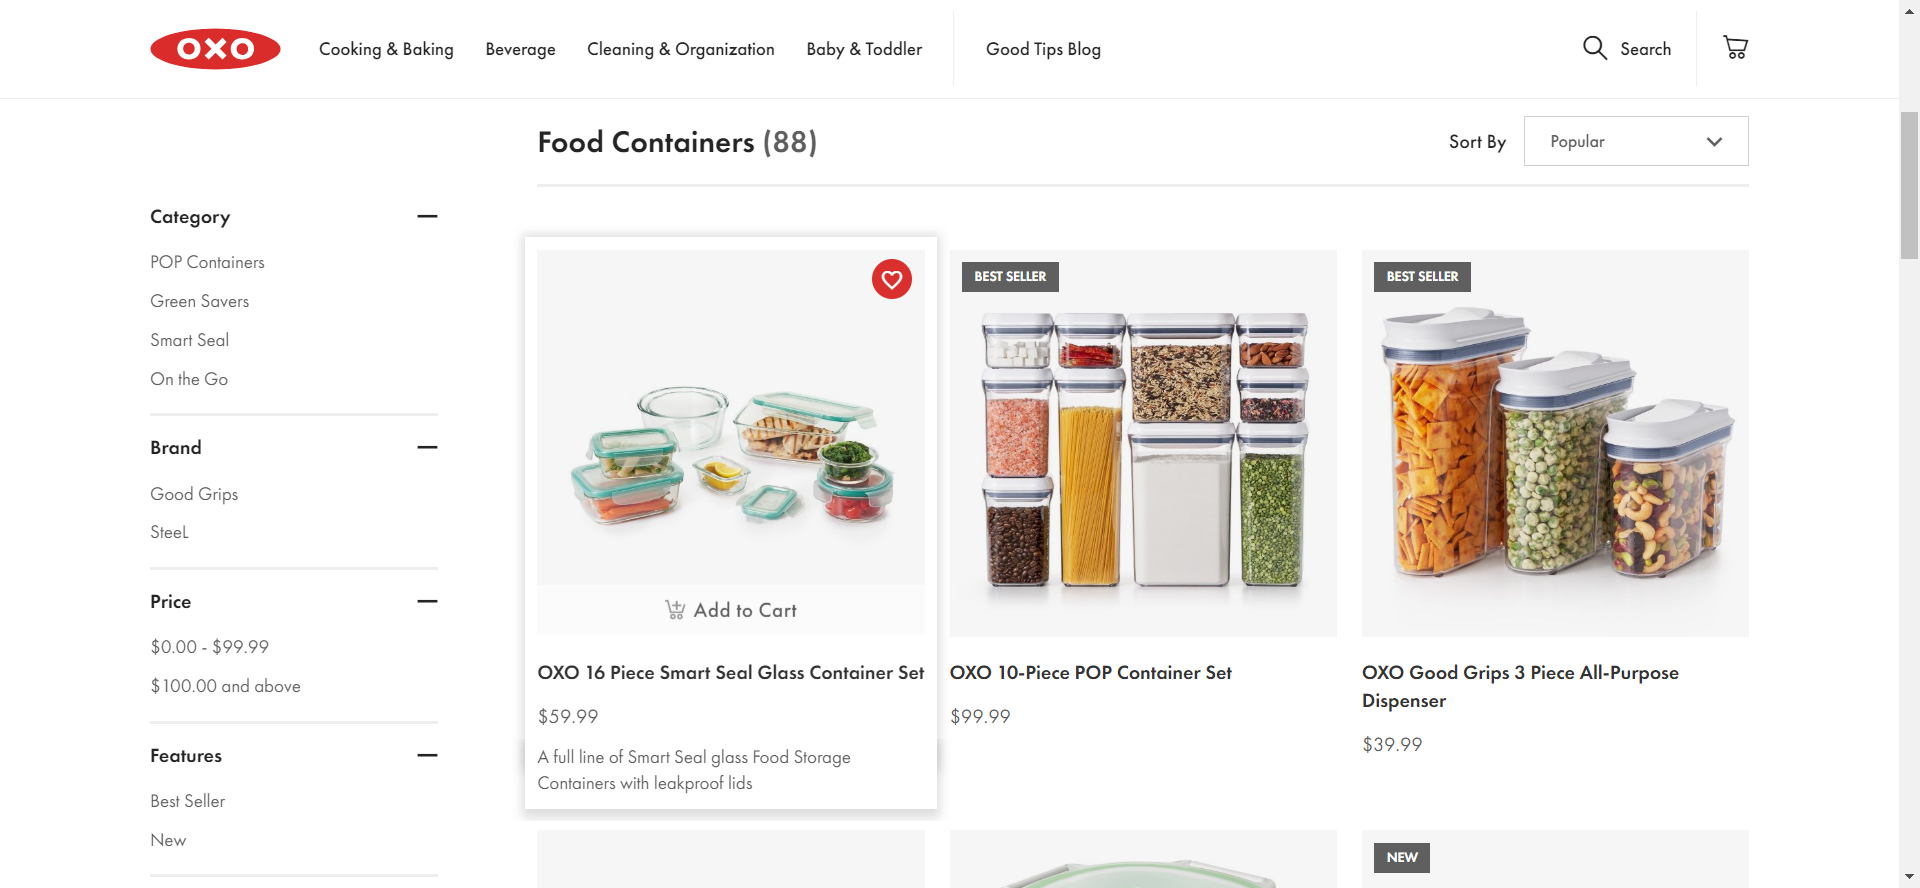 OXO
Cooking & Baking
Beverage
Cleaning & Organization
Baby & Toddler
Good Tips Blog
Search
Food Containers (88)
Sort By
Popular
Category
POP Containers
Green Savers
Smart Seal
On the Go
Brand
Good Grips
SteeL
Price
$0.00 - $99.99
$100.00 and above
Features
Best Seller
New
Add to Cart
OXO 16 Piece Smart Seal Glass Container Set
$59.99
A full line of Smart Seal glass Food Storage
Containers with leakproof lids
BEST SELLER
OXO 10-Piece POP Container Set
$99.99
BEST SELLER
OXO Good Grips 3 Piece All-Purpose
Dispenser
$39.99
NEW